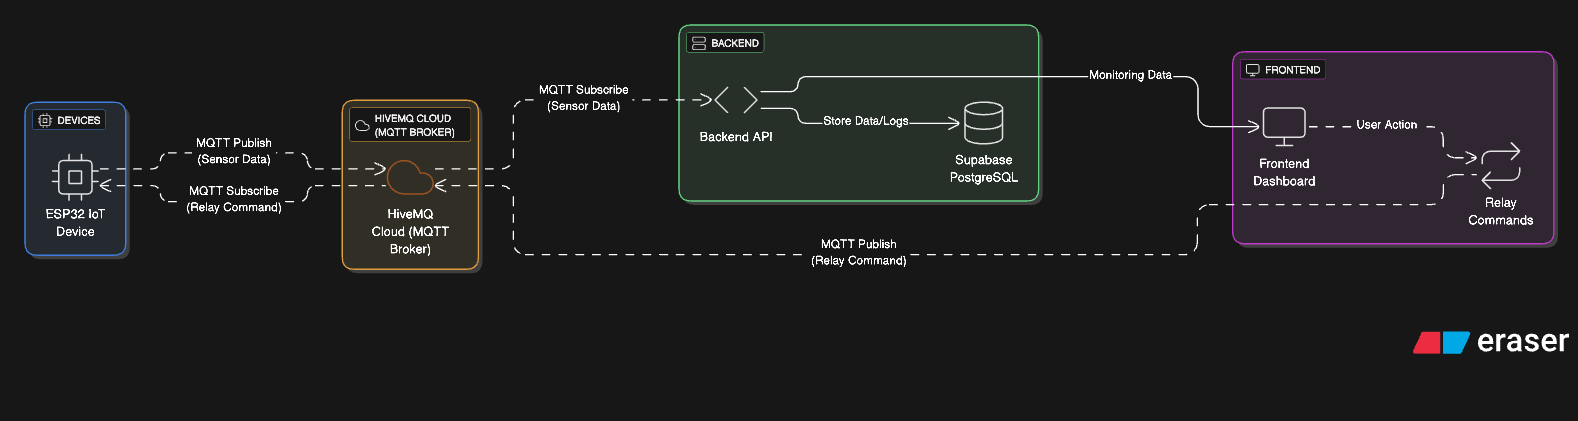 DEVICES
ESP32 IoT
Device
MQTT Publish
(Sensor Data)
MQTT Subscribe
(Relay Command)
HIVEMQ CLOUD
(MQTT BROKER)
HiveMQ
Cloud (MQTT
Broker)
MQTT Subscribe
(Sensor Data)
BACKEND
Backend API
Store Data/Logs
Supabase
PostgreSQL
Monitoring Data
MQTT Publish
(Relay Command)
FRONTEND
Frontend
Dashboard
User Action
Relay
Commands
eraser